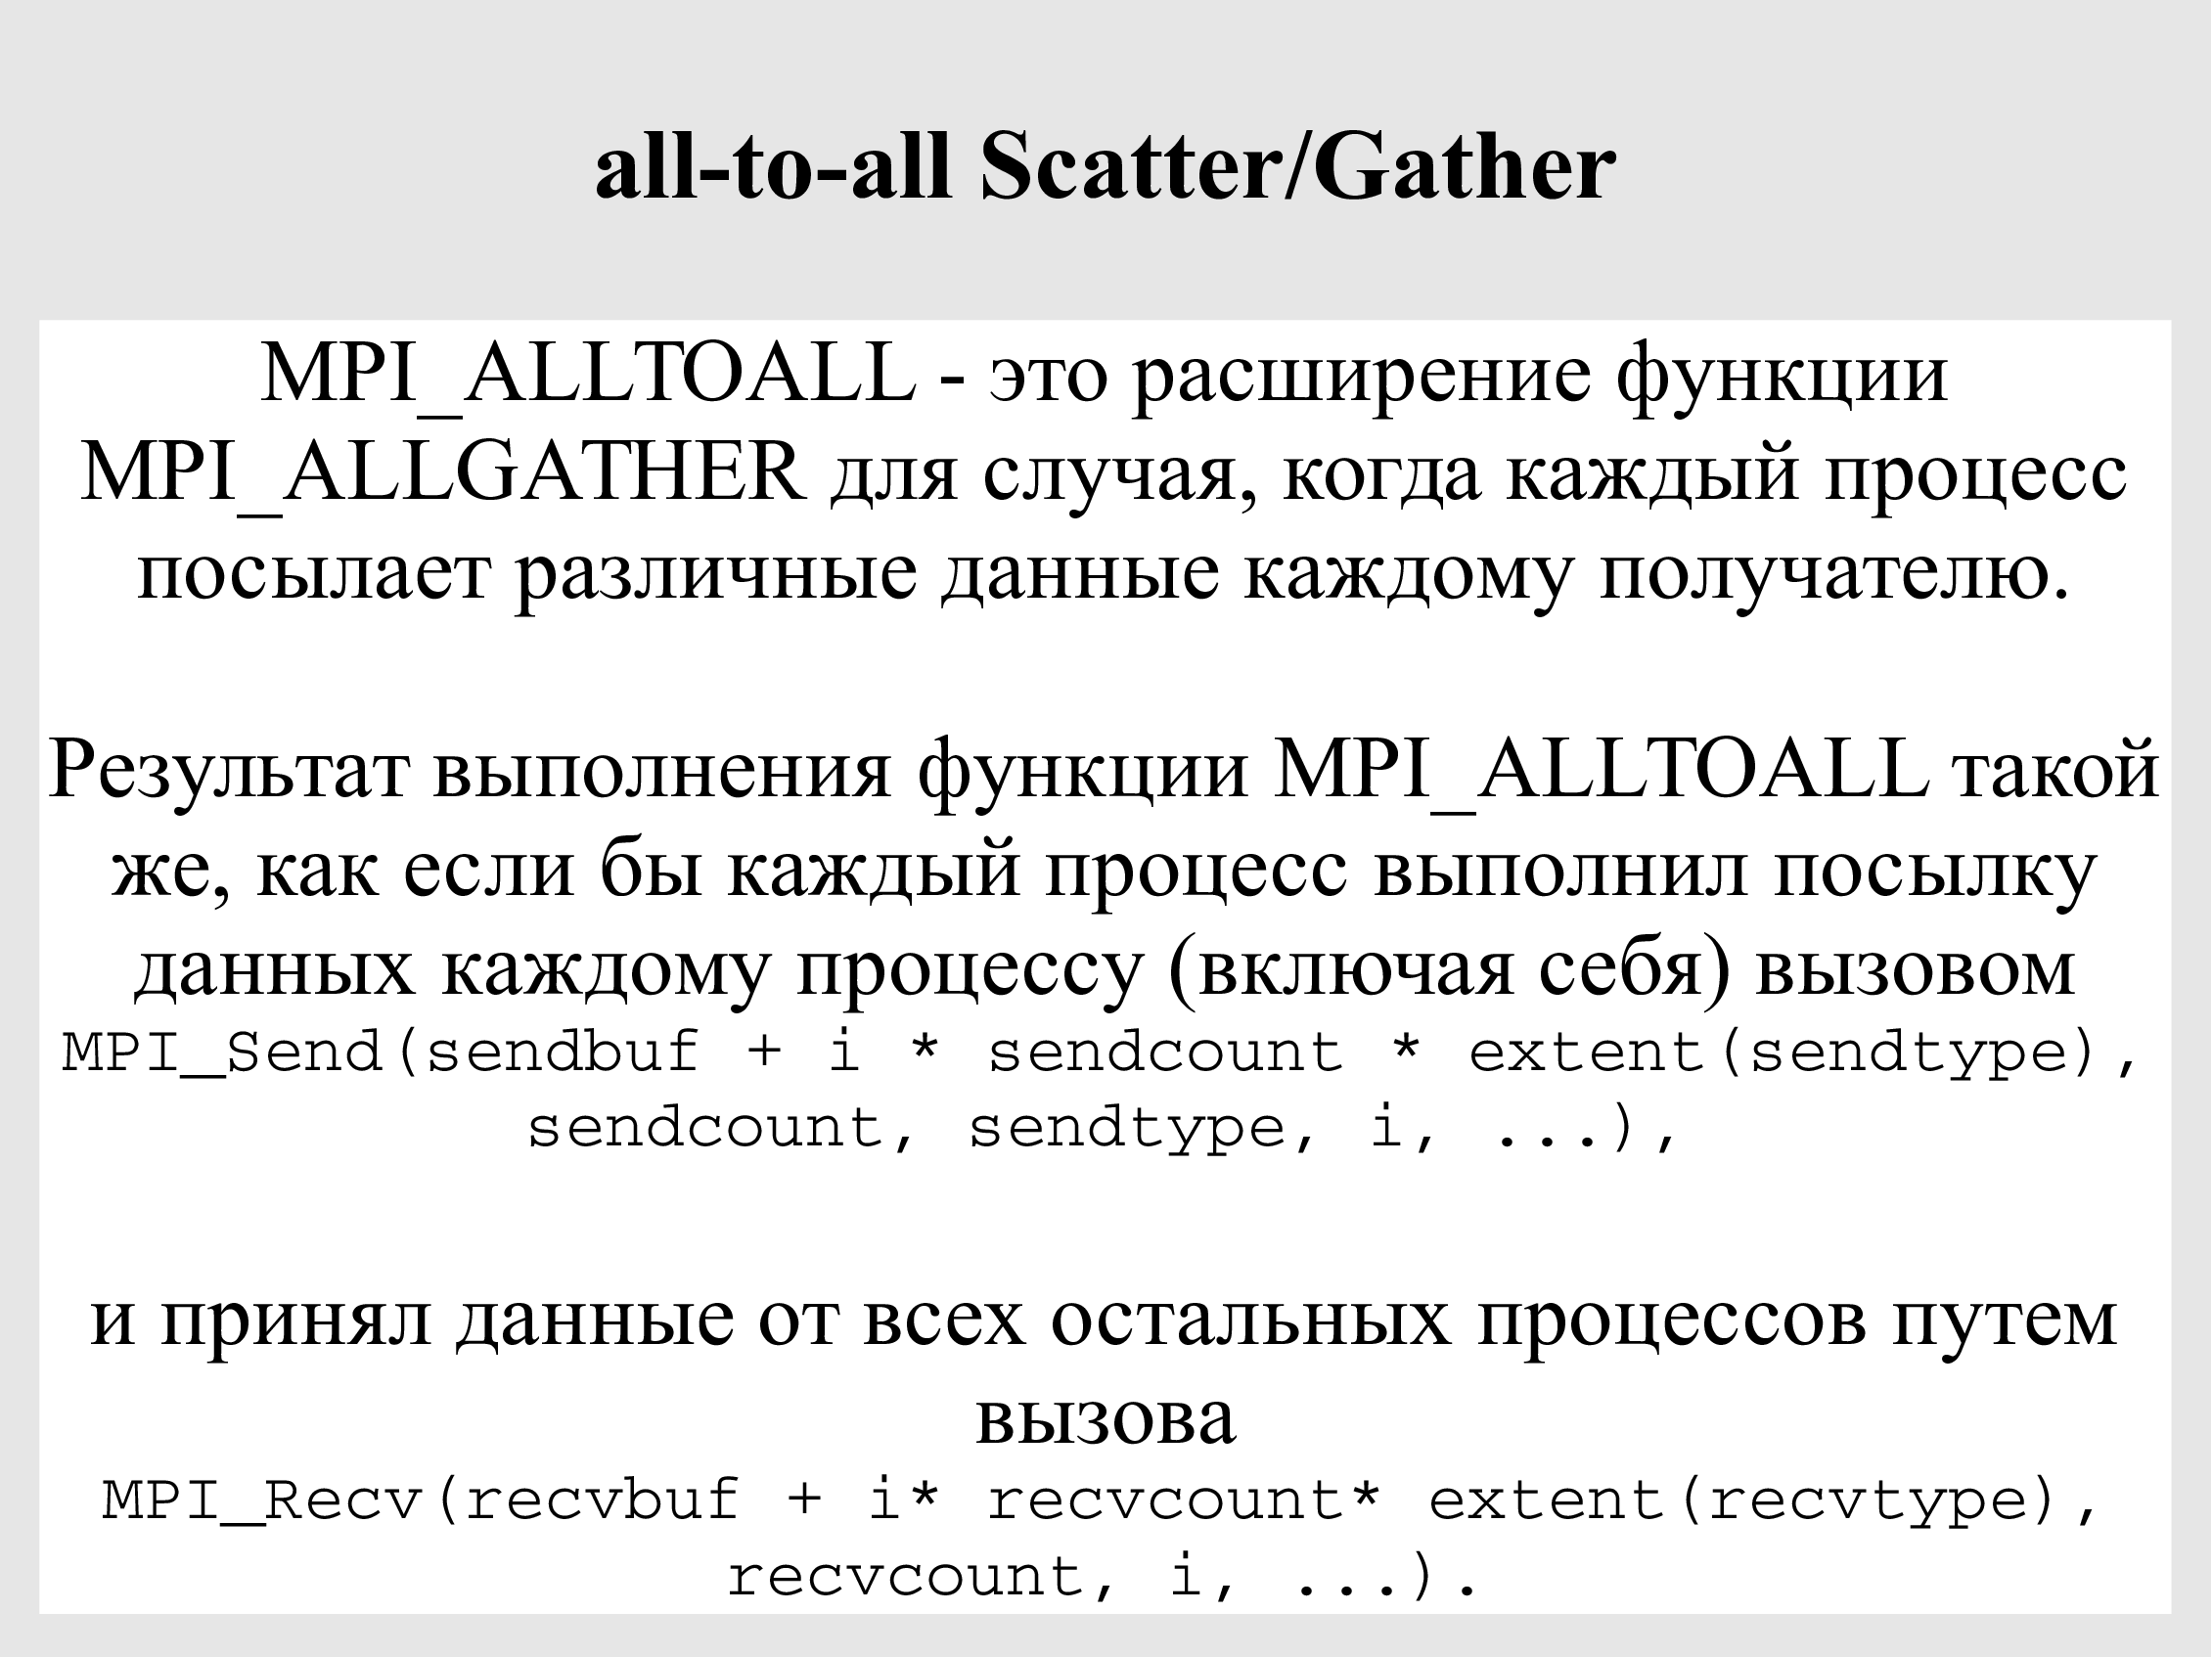 all-to-all Scatter/Gather
MPI_ALLTOALL - это расширение функции
MPI_ALLGATHER для случая, когда каждый процесс
посылает различные данные каждому получателю.
Результат выполнения функции MPI_ALLTOALL такой
же, как если бы каждый процесс выполнил посылку
данных каждому процессу (включая себя) вызовом
MPI_Send(sendbuf + i * sendcount * extent(sendtype),
sendcount, sendtype, i, ...),
и принял данные от всех остальных процессов путем
вызова
MPI_Recv(recvbuf + i* recvcount* extent(recvtype),
recvcount, i, ...).